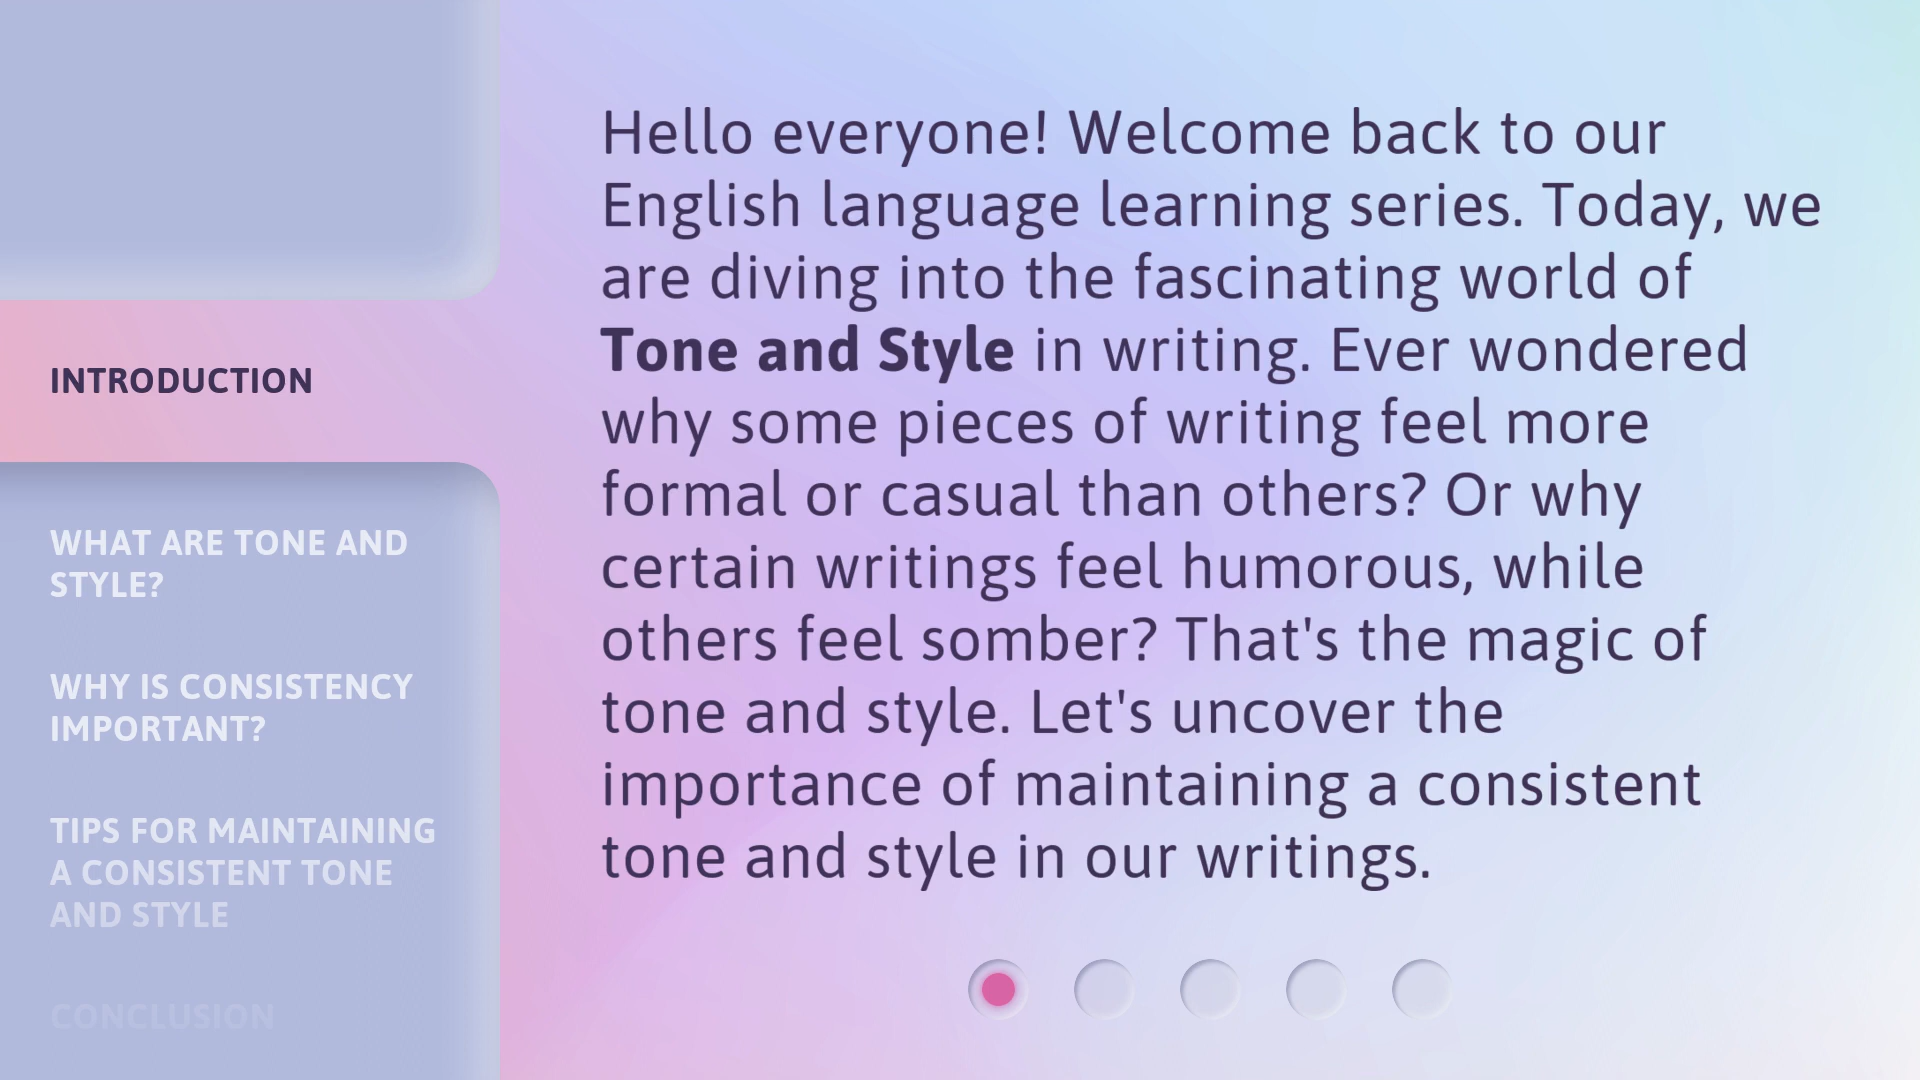 INTRODUCTION
WHAT ARE TONE AND
STYLE?
WHY IS CONSISTENCY
IMPORTANT?
TIPS FOR MAINTAINING
A CONSISTENT TONE
AND STYLE
CONCLUSION
Hello everyone! Welcome back to our
English language learning series. Today, we
are diving into the fascinating world of
Tone and Style in writing. Ever wondered
why some pieces of writing feel more
formal or casual than others? Or why
certain writings feel humorous, while
others feel somber? That's the magic of
tone and style. Let's uncover the
importance of maintaining a consistent
tone and style in our writings.